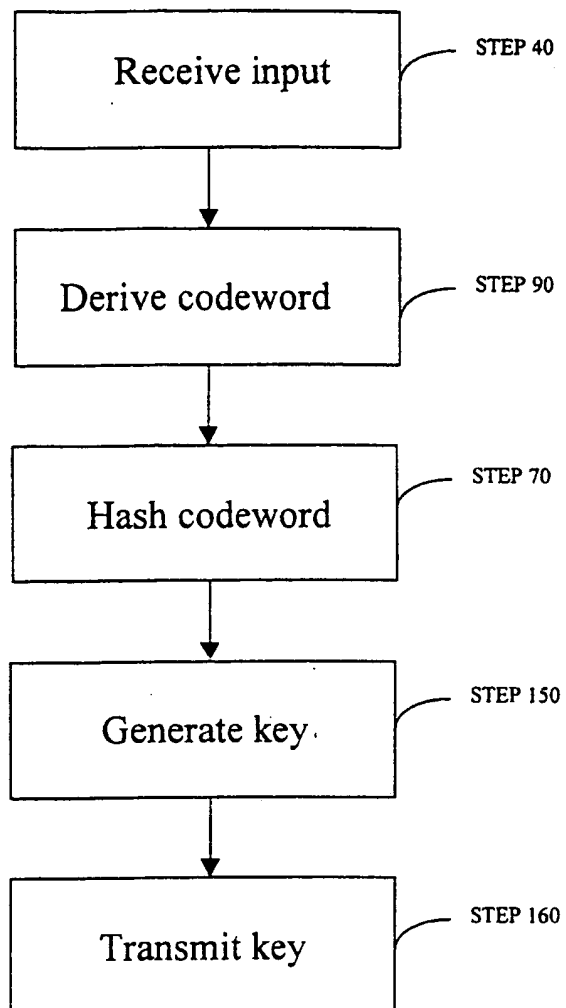 Receive input
STEP 40
Derive codeword
STEP 90
Hash codeword
STEP 70
Generate key
STEP 150
Transmit key
STEP 160